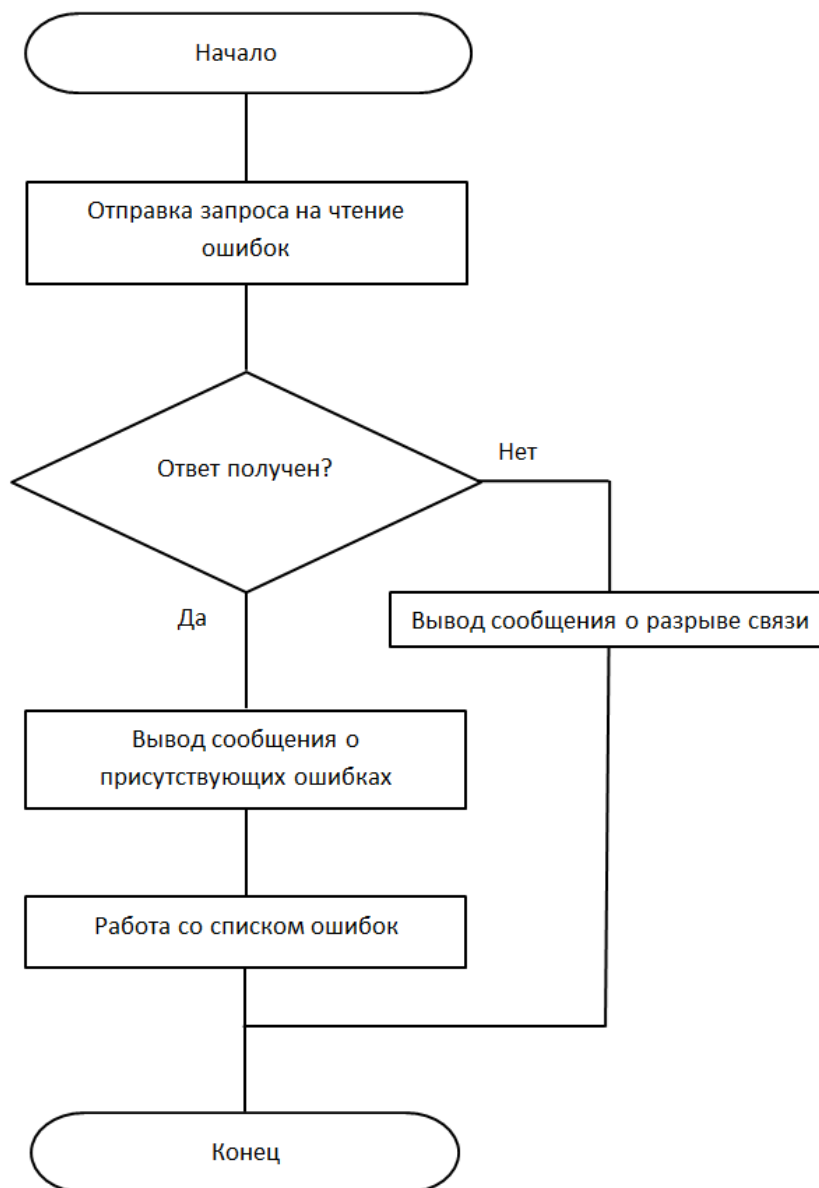 Начало
Отправка запроса на чтение
ошибок
Ответ получен?
Нет
Да
Вывод сообщения о разрыве связи
Вывод сообщения о
присутствующих ошибках
Работа со списком ошибок
Конец